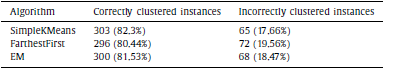 Algorithm Correctly clustered instances Incorrectly clustered instances
SimpleKMeans 303 (82.3%) 65 (17,66%)
FarthestFirst 296 (80,44%) 72 (19,56%)
EM 300 (81.53%) 68 (18,47%)